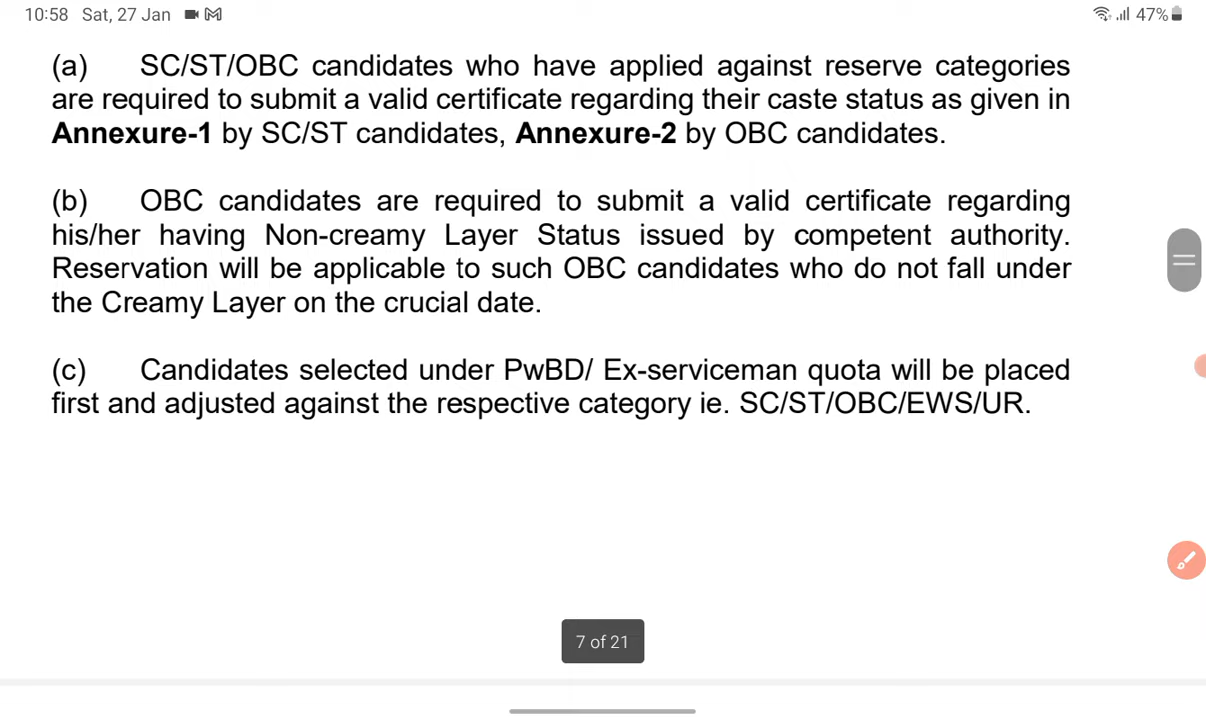 10:58 Sat, 27 Jan
47%
(a) SC/ST/OBC candidates who have applied against reserve categories
are required to submit a valid certificate regarding their caste status as given in
Annexure-1 by SC/ST candidates, Annexure-2 by OBC candidates.
(b) OBC candidates are required to submit a valid certificate regarding
his/her having Non-creamy Layer Status issued by competent authority.
Reservation will be applicable to such OBC candidates who do not fall under
the Creamy Layer on the crucial date.
(c) Candidates selected under PwBD/ Ex-serviceman quota will be placed
first and adjusted against the respective category ie. SC/ST/OBC/EWS/UR.
7 of 21